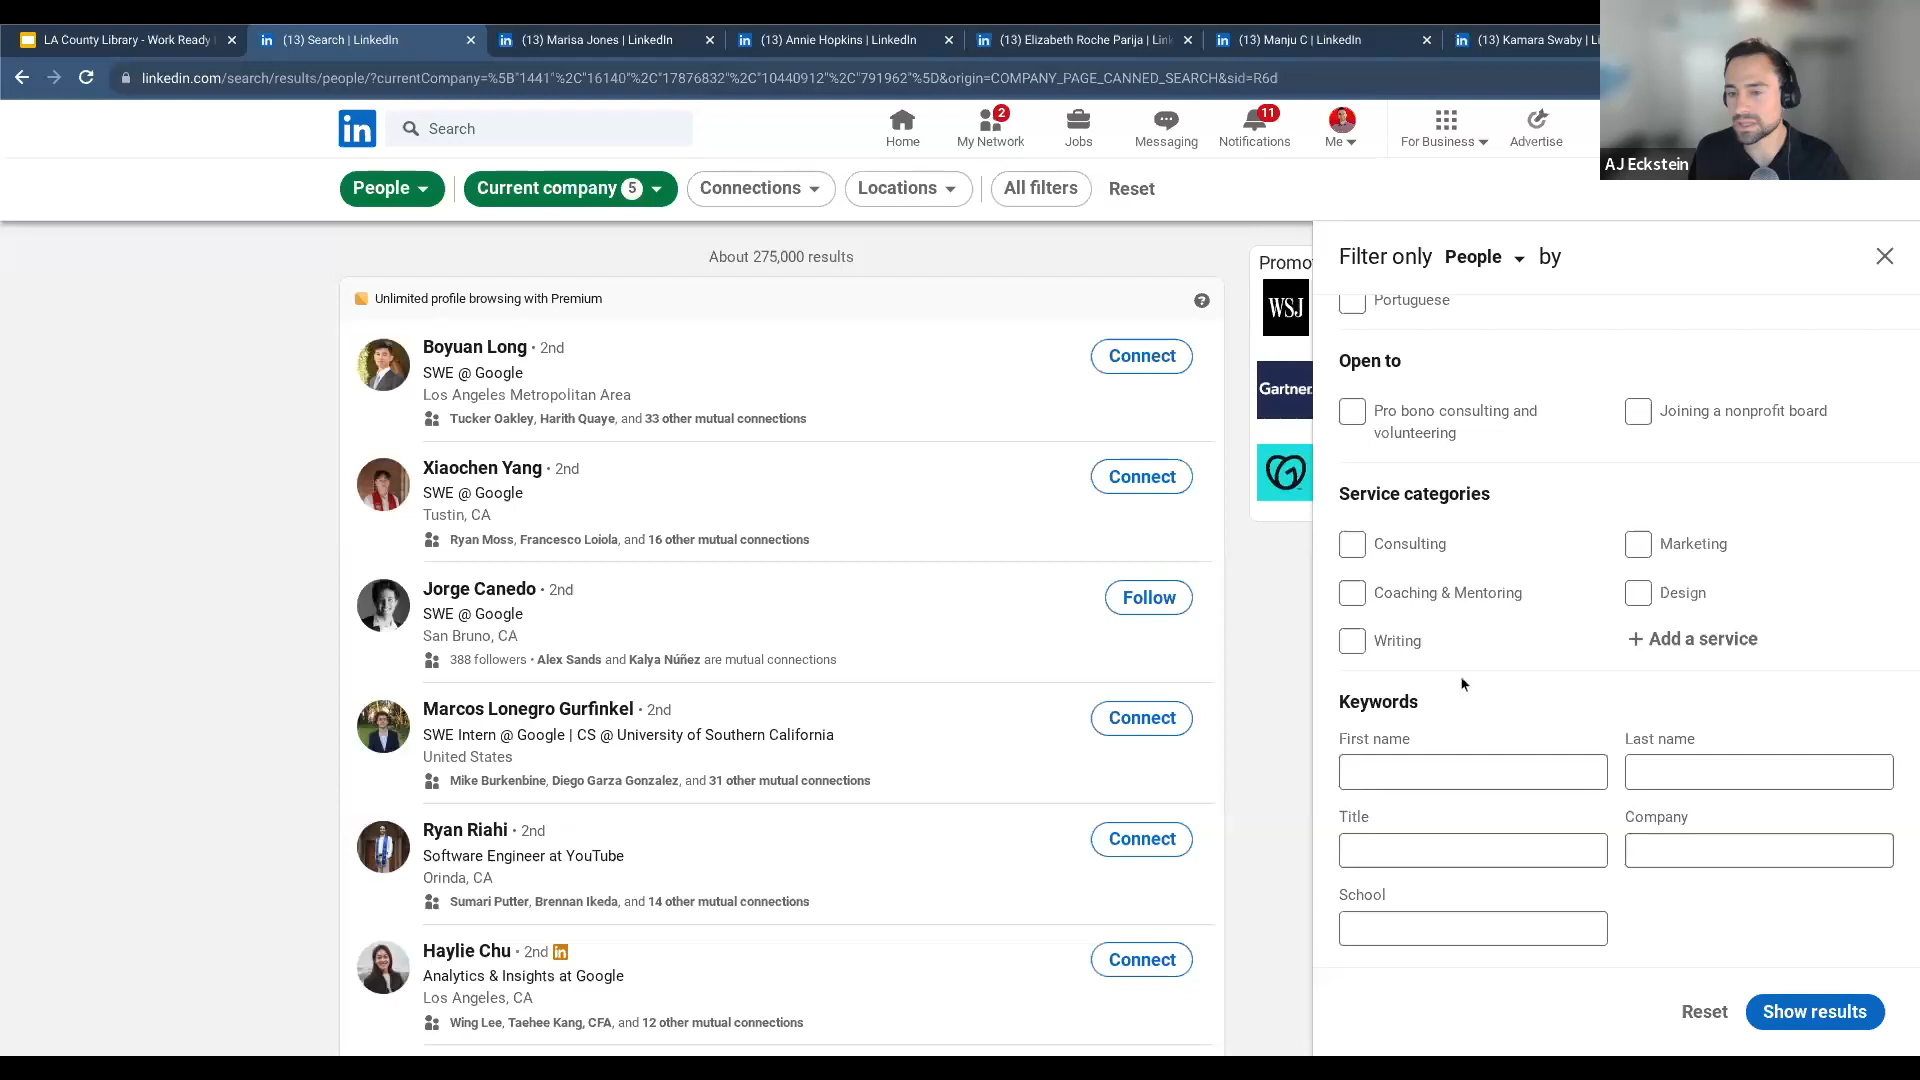 LA County Library - Work Ready
(13) Search | LinkedIn
(13) Marisa Jones | LinkedIn
(13) Annie Hopkins | LinkedIn
(13) Elizabeth Roche Parija | Lin
(13) Manju C | LinkedIn
(13) Kamara Swaby | Li
linkedin.com/search/results/people/?currentCompany=%5B"1441"%2C"16140"%2C"17876832"%2C"10440912"%2C"791962"%5D&origin=COMPANY_PAGE_CANNED_SEARCH&sid=R6d
AJ Eckstein
in
Search
Home
2
My Network
Jobs
Messaging
11
Notifications
Me
For Business
Advertise
People
Current company 5
Connections
Locations
All filters
Reset
About 275,000 results
Unlimited profile browsing with Premium
Boyuan Long • 2nd
SWE @ Google
Los Angeles Metropolitan Area
Tucker Oakley, Harith Quaye, and 33 other mutual connections
Connect
Xiaochen Yang • 2nd
SWE @ Google
Tustin, CA
Ryan Moss, Francesco Loiola, and 16 other mutual connections
Connect
Jorge Canedo • 2nd
SWE @ Google
San Bruno, CA
388 followers • Alex Sands and Kalya Núñez are mutual connections
Follow
Marcos Lonegro Gurfinkel • 2nd
SWE Intern @ Google | CS @ University of Southern California
United States
Mike Burkenbine, Diego Garza Gonzalez, and 31 other mutual connections
Connect
Ryan Riahi • 2nd
Software Engineer at YouTube
Orinda, CA
Sumari Putter, Brennan Ikeda, and 14 other mutual connections
Connect
Haylie Chu • 2nd in
Analytics & Insights at Google
Los Angeles, CA
Wing Lee, Taehee Kang, CFA, and 12 other mutual connections
Connect
Promo
WSJ
Gartner
Filter only People by
Portuguese
Open to
Pro bono consulting and volunteering
Joining a nonprofit board
Service categories
Consulting
Marketing
Coaching & Mentoring
Design
Writing
+ Add a service
Keywords
First name
Last name
Title
Company
School
Reset
Show results